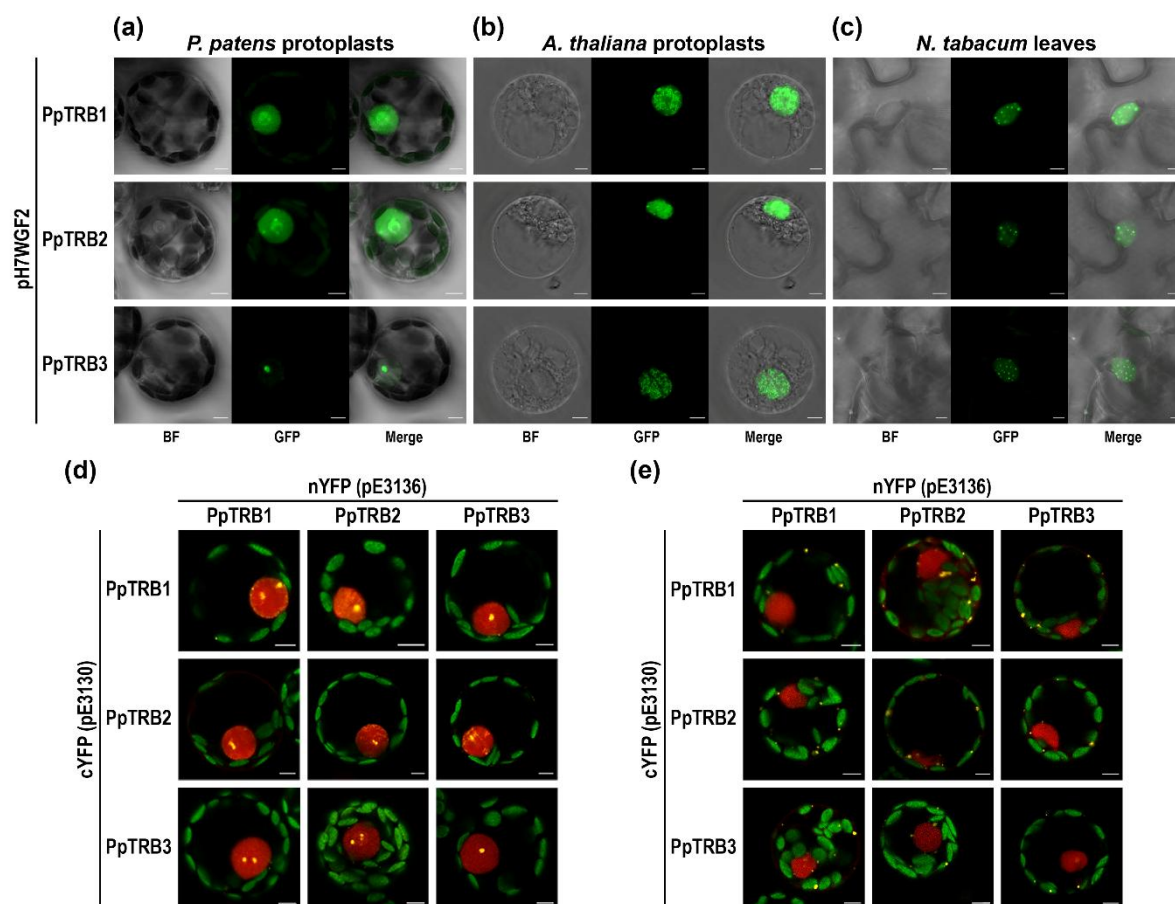 (a) (b) (c)
P. patens protoplasts A. thaliana protoplasts N. tabacum leaves
pH7WGF2
PpTRB1
PpTRB2
PpTRB3
BF GFP Merge BF GFP Merge BF GFP Merge
(d)
nYFP (pE3136)
PpTRB1 PpTRB2 PpTRB3
cYFP (pE3130)
PpTRB1
PpTRB2
PpTRB3
(e)
nYFP (pE3136)
PpTRB1 PpTRB2 PpTRB3
cYFP (pE3130)
PpTRB1
PpTRB2
PpTRB3